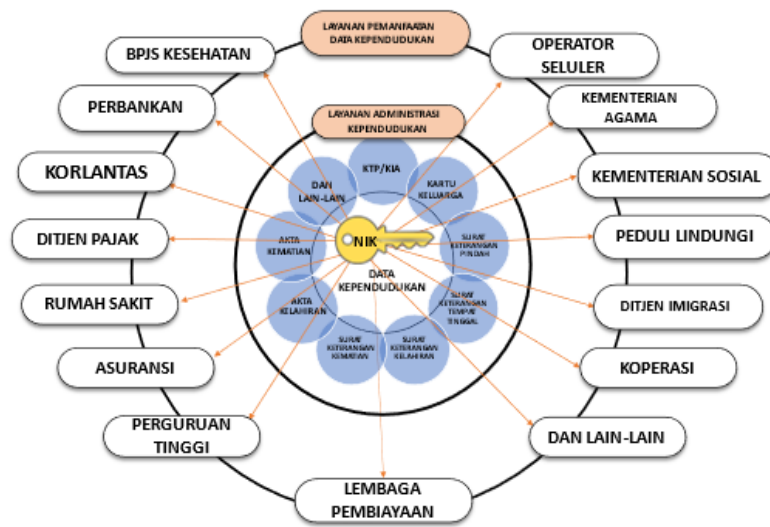 LAYANAN PEMANFAATAN
DATA KEPENDUDUKAN
BPJS KESEHATAN
OPERATOR
SELULER
PERBANKAN
KEMENTERIAN
AGAMA
LAYANAN ADMINISTRASI
KEPENDUDUKAN
KORLANTAS
KEMENTERIAN SOSIAL
KTP/KIA
DAN
LAIN-LAIN
KARTU
KELUARGA
DITJEN PAJAK
PEDULI LINDUNGI
AKTA
KEMATIAN
NIK
SURAT
KETERANGAN
PINDAH
DATA
KEPENDUDUKAN
RUMAH SAKIT
DITJEN IMIGRASI
AKTA
KELAHIRAN
SURAT
KETERANGAN
TEMPAT
TINGGAL
SURAT
KETERANGAN
KEMATIAN
SURAT
KETERANGAN
KELAHIRAN
ASURANSI
KOPERASI
PERGURUAN
TINGGI
DAN LAIN-LAIN
LEMBAGA
PEMBIAYAAN